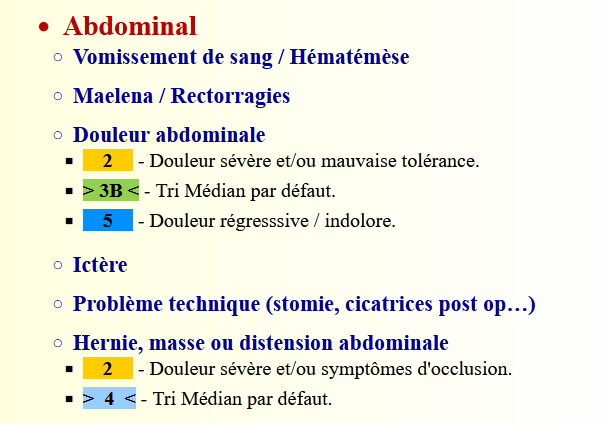 Abdominal
Vomissement de sang / Hématémèse
Maelena / Rectorragies
Douleur abdominale
2 - Douleur sévère et/ou mauvaise tolérance.
> 3B < - Tri Médian par défaut.
5 - Douleur régresssive / indolore.
Ictère
Problème technique (stomie, cicatrices post op…)
Hernie, masse ou distension abdominale
2 - Douleur sévère et/ou symptômes d'occlusion.
> 4 < - Tri Médian par défaut.